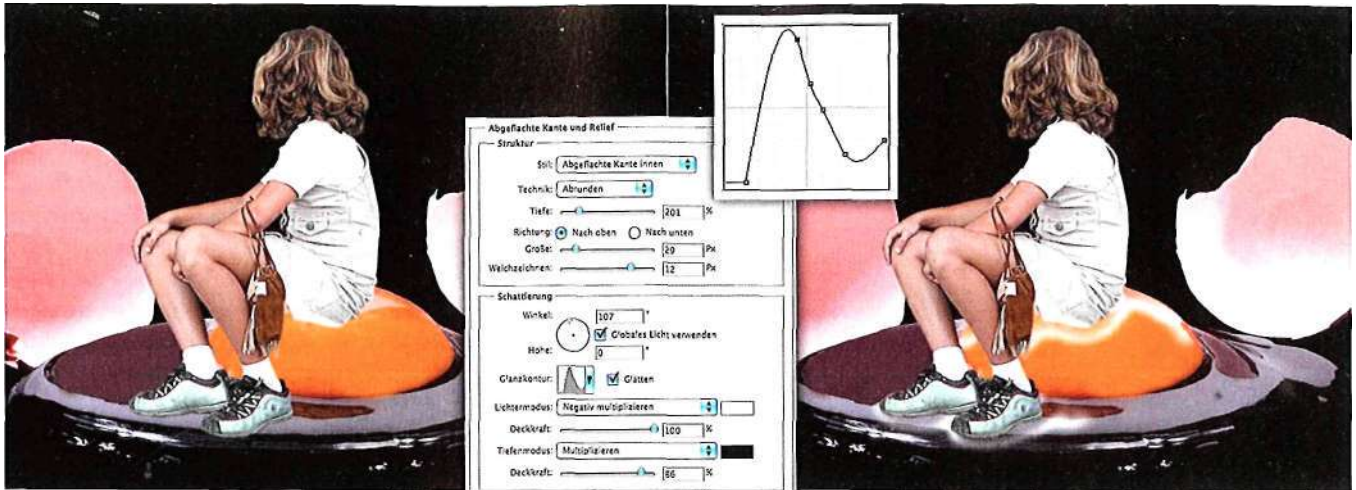 Abgeflachte Kante und Relief
Struktur
Stil: Abgeflachte Kante innen
Technik: Abrunden
Tiefe: 201 %
Richtung: Nach oben Nach unten
Größe: 20 Px
Weichzeichnen: 12 Px
Schattierung
Winkel: 107 °
Globales Licht verwenden
Höhe: 0 °
Glanzkontur: Glätten
Lichtermodus: Negativ multiplizieren
Deckkraft: 100 %
Tiefenmodus: Multiplizieren
Deckkraft: 66 %